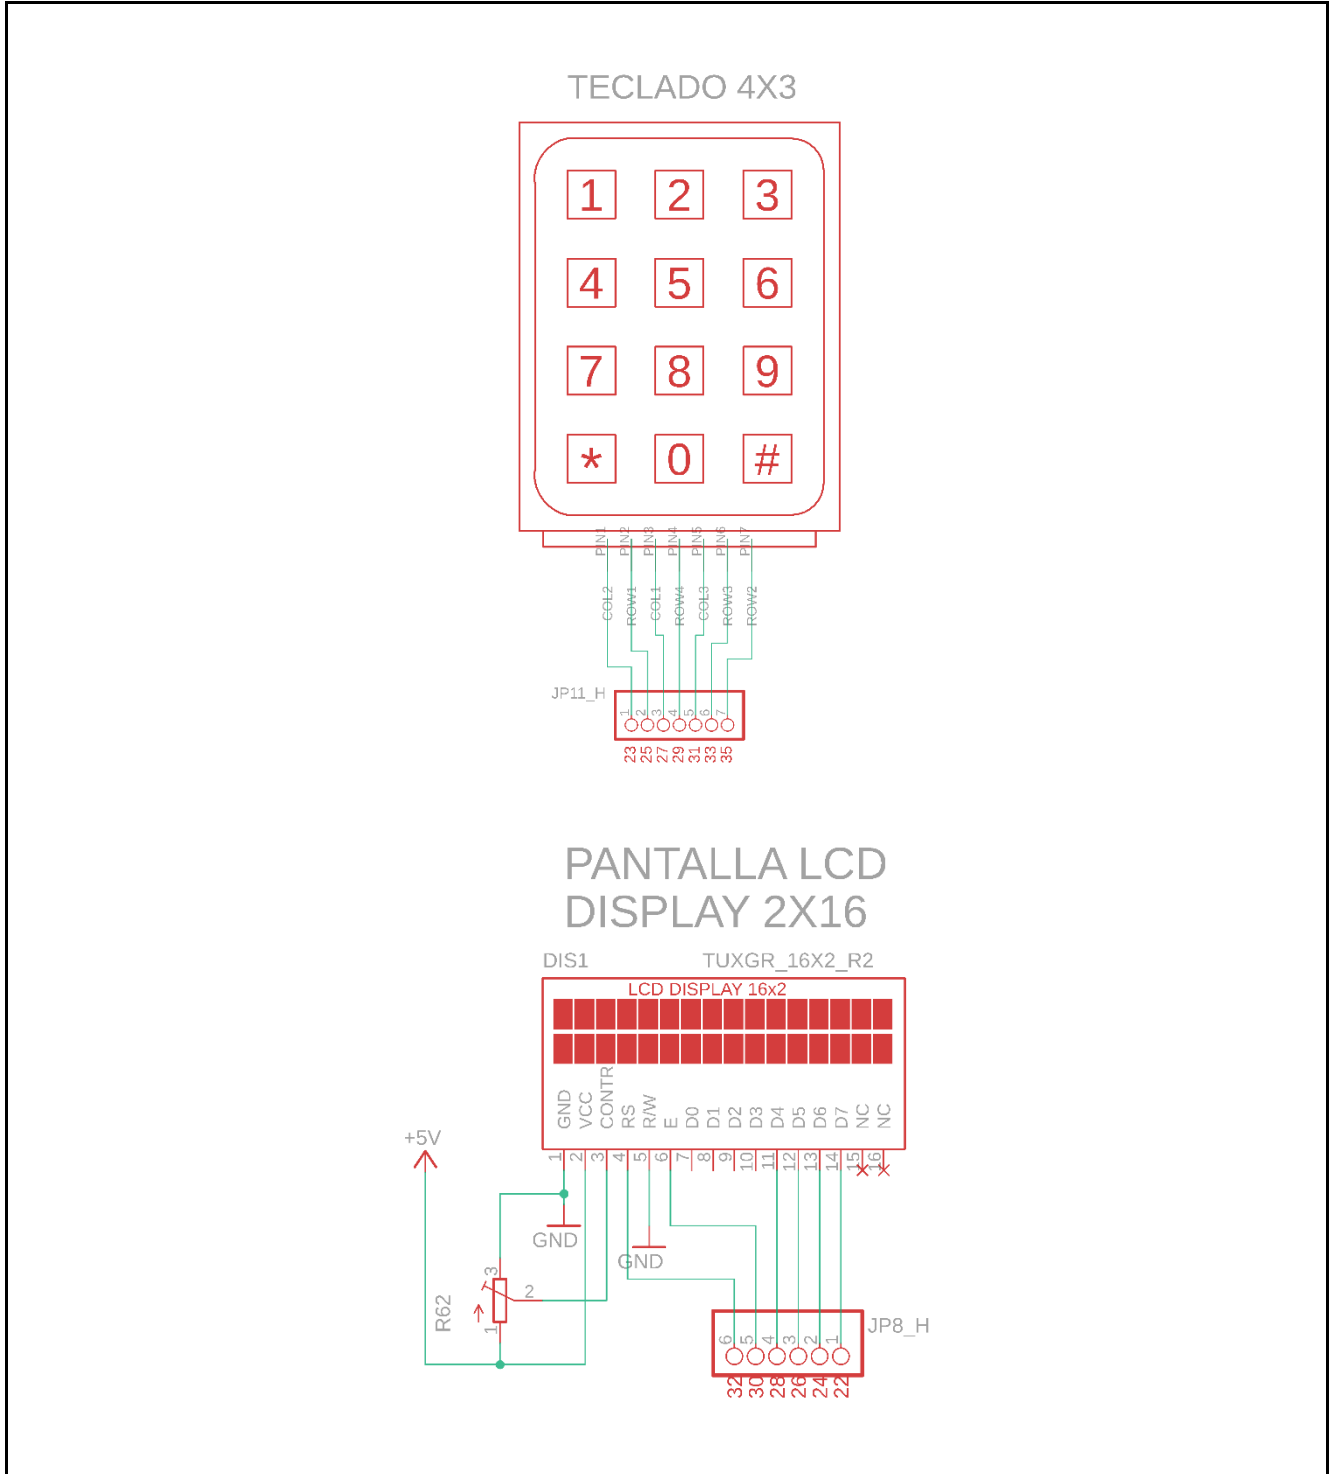 TECLADO 4X3
1 2 3
4 5 6
7 8 9
* 0 #
PIN1 PIN2 PIN3 PIN4 PIN5 PIN6 PIN7
COL2 ROW1 COL1 ROW4 COL3 ROW3 ROW2
JP11_H
1 2 3 4 5 6 7
23 25 27 29 31 33 35
PANTALLA LCD
DISPLAY 2X16
DIS1 TUXGR_16X2_R2
LCD DISPLAY 16x2
GND VCC CONTR RS R/W E D0 D1 D2 D3 D4 D5 D6 D7 NC NC
1 2 3 4 5 6 7 8 9 10 11 12 13 14 15 16
+5V
GND
GND
R62
3
2
1
JP8_H
6 5 4 3 2 1
32 30 28 26 24 22